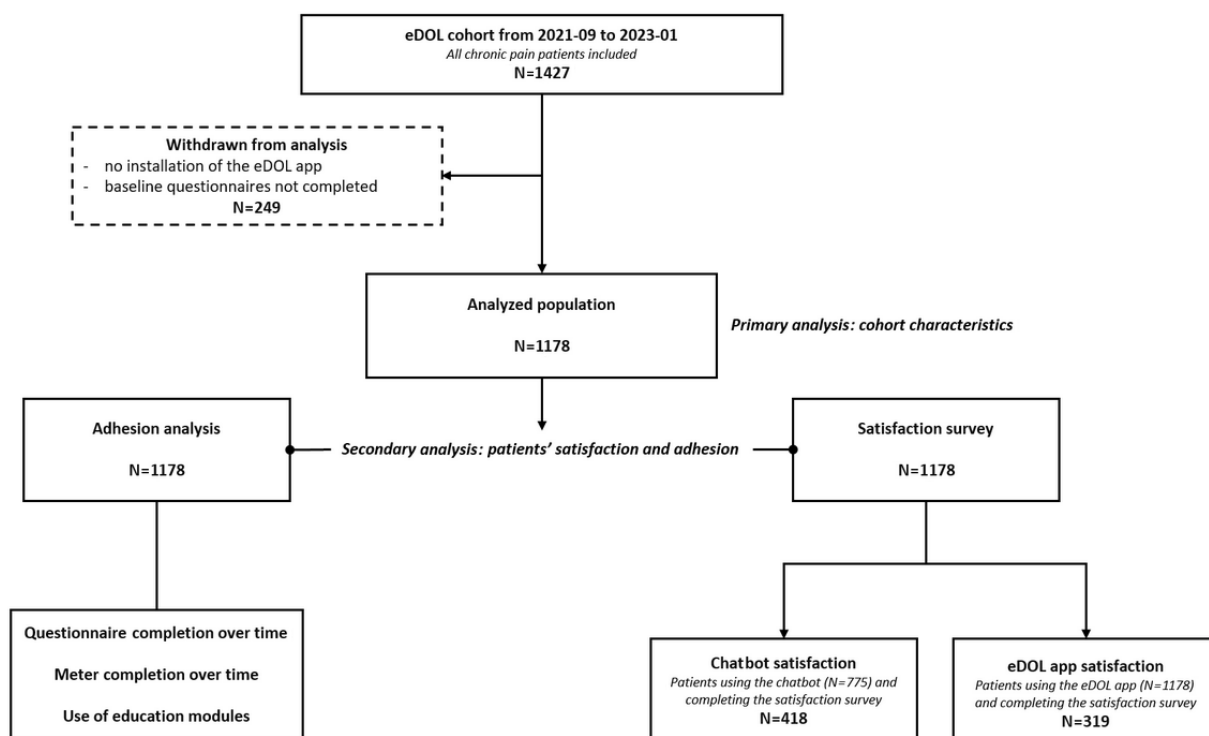 eDOL cohort from 2021-09 to 2023-01
All chronic pain patients included
N=1427
Withdrawn from analysis
- no installation of the eDOL app
- baseline questionnaires not completed
N=249
Analyzed population
N=1178
Primary analysis: cohort characteristics
Adhesion analysis
N=1178
Secondary analysis: patients’ satisfaction and adhesion
Satisfaction survey
N=1178
Questionnaire completion over time
Meter completion over time
Use of education modules
Chatbot satisfaction
Patients using the chatbot (N=775) and
completing the satisfaction survey
N=418
eDOL app satisfaction
Patients using the eDOL app (N=1178)
and completing the satisfaction survey
N=319